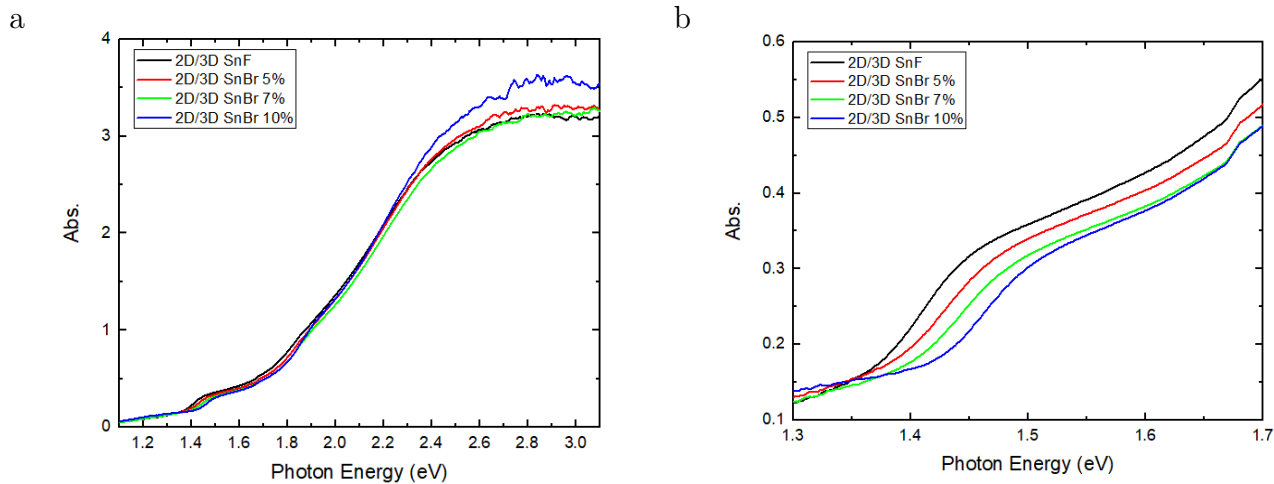 a
4
3
2
1
0
Abs.
2D/3D SnF
2D/3D SnBr 5%
2D/3D SnBr 7%
2D/3D SnBr 10%
1.2 1.4 1.6 1.8 2.0 2.2 2.4 2.6 2.8 3.0
Photon Energy (eV)
b
0.6
0.5
0.4
0.3
0.2
0.1
Abs.
2D/3D SnF
2D/3D SnBr 5%
2D/3D SnBr 7%
2D/3D SnBr 10%
1.3 1.4 1.5 1.6 1.7
Photon Energy (eV)